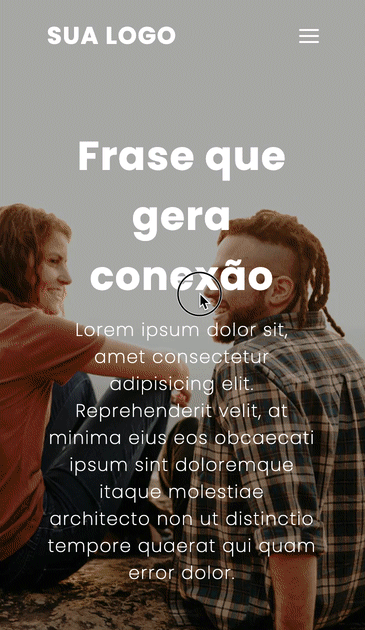 SUA LOGO
Frase que
gera
conexão
Lorem ipsum dolor sit,
amet consectetur
adipisicing elit.
Reprehenderit velit, at
minima eius eos obcaecati
ipsum sint doloremque
itaque molestiae
architecto non ut distinctio
tempore quaerat qui quam
error dolor.